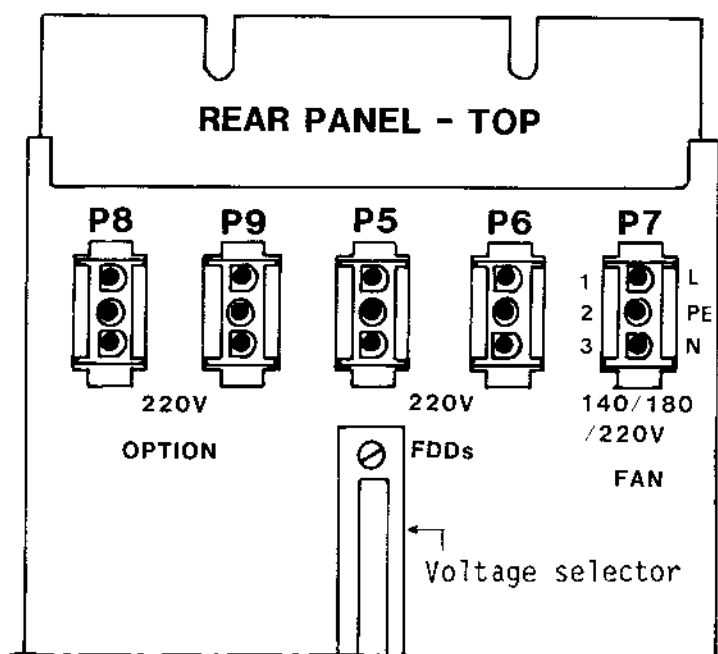 REAR PANEL - TOP
P8 P9 P5 P6 P7
1 L
2 PE
3 N
220V 220V 140/180
/220V
OPTION FDDs
FAN
Voltage selector